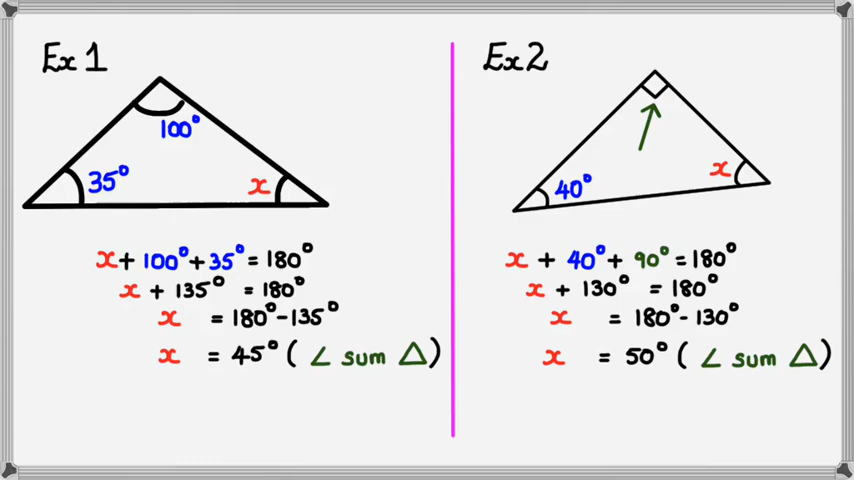 Ex 1
100°
35°
x
x + 100° + 35° = 180°
x + 135° = 180°
x = 180° - 135°
x = 45° ( ∠ sum △ )
Ex 2
40°
x
x + 40° + 90° = 180°
x + 130° = 180°
x = 180° - 130°
x = 50° ( ∠ sum △ )